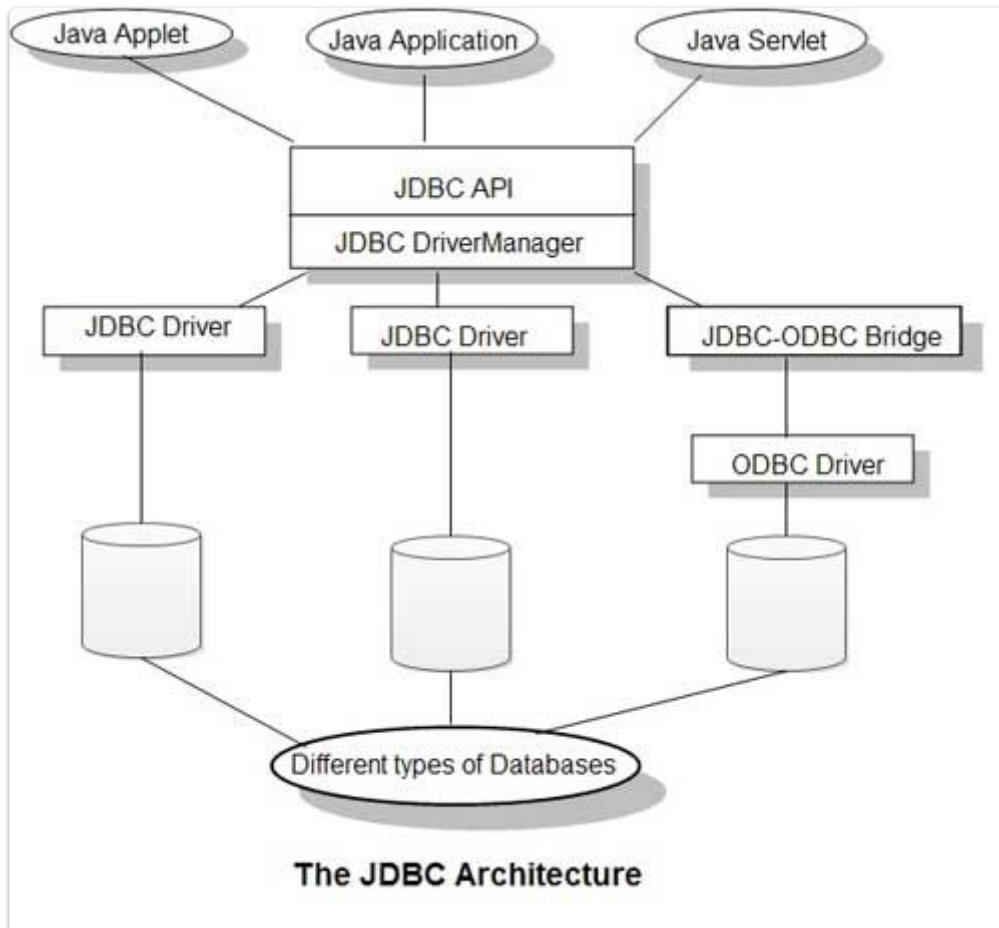 Java Applet
Java Application
Java Servlet
JDBC API
JDBC DriverManager
JDBC Driver
JDBC Driver
JDBC-ODBC Bridge
ODBC Driver
Different types of Databases
The JDBC Architecture